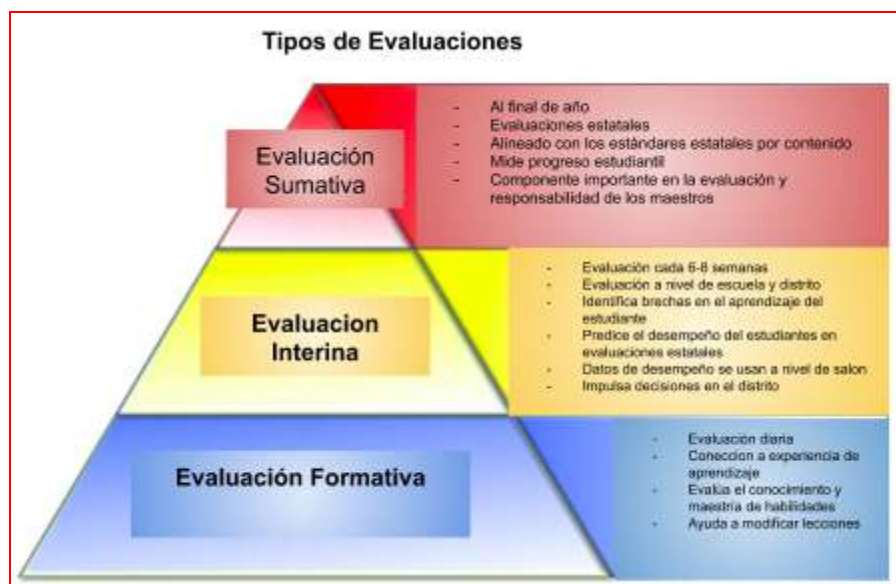 Tipos de Evaluaciones
Evaluación
Sumativa
- Al final de año
- Evaluaciones estatales
- Alineado con los estándares estatales por contenido
- Mide progreso estudiantil
- Componente importante en la evaluación y
responsabilidad de los maestros
Evaluacion
Interina
- Evaluación cada 6-8 semanas
- Evaluación a nivel de escuela y distrito
- Identifica brechas en el aprendizaje del
estudiante
- Predice el desempeño del estudiantes en
evaluaciones estatales
- Datos de desempeño se usan a nivel de salon
- Impulsa decisiones en el distrito
Evaluación Formativa
- Evaluación diaria
- Coneccion a experiencia de
aprendizaje
- Evalúa el conocimiento y
maestría de habilidades
- Ayuda a modificar lecciones